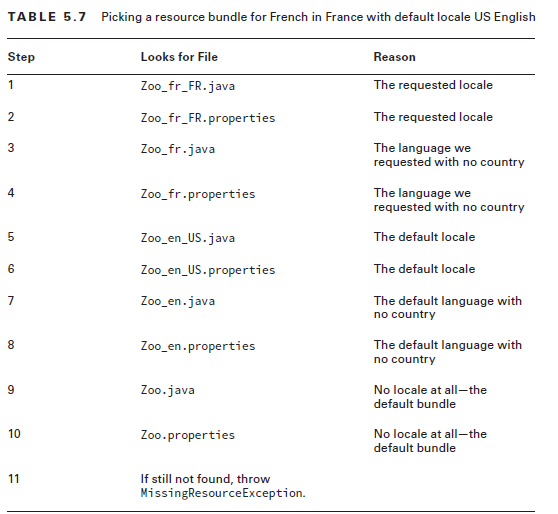 TABLE 5.7 Picking a resource bundle for French in France with default locale US English
Step Looks for File Reason
1 Zoo_fr_FR.java The requested locale
2 Zoo_fr_FR.properties The requested locale
3 Zoo_fr.java The language we
requested with no country
4 Zoo_fr.properties The language we
requested with no country
5 Zoo_en_US.java The default locale
6 Zoo_en_US.properties The default locale
7 Zoo_en.java The default language with
no country
8 Zoo_en.properties The default language with
no country
9 Zoo.java No locale at all—the
default bundle
10 Zoo.properties No locale at all—the
default bundle
11 If still not found, throw
MissingResourceException.